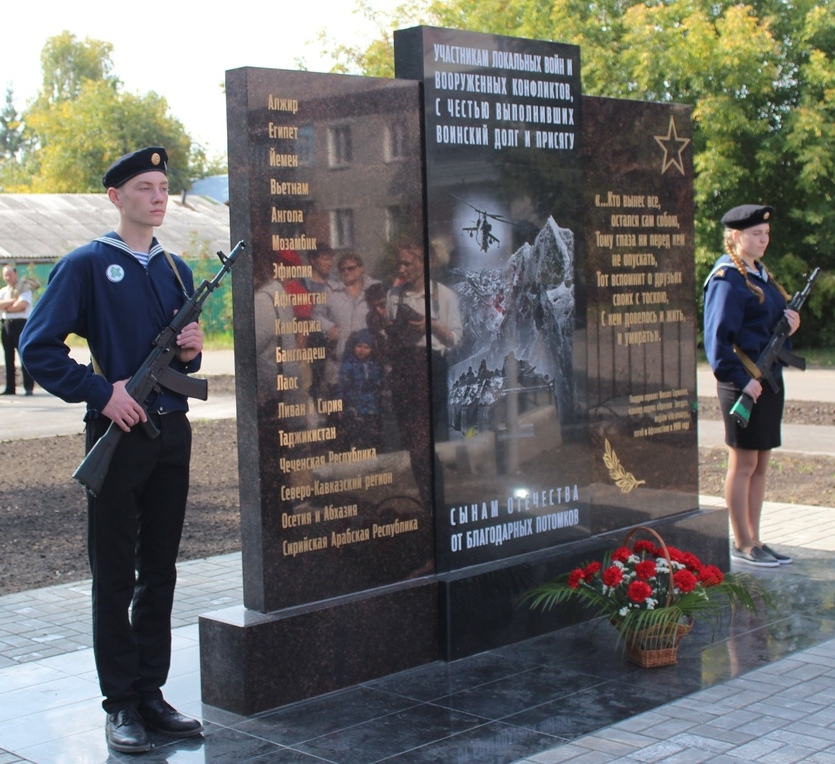 Алжир
Египет
Йемен
Вьетнам
Ангола
Мозамбик
Эфиопия
Афганистан
Камбоджа
Бангладеш
Лаос
Ливан и Сирия
Таджикистан
Чеченская Республика
Северо-Кавказский регион
Осетия и Абхазия
Сирийская Арабская Республика
УЧАСТНИКАМ ЛОКАЛЬНЫХ ВОЙН И
ВООРУЖЕННЫХ КОНФЛИКТОВ,
С ЧЕСТЬЮ ВЫПОЛНИВШИХ
ВОИНСКИЙ ДОЛГ И ПРИСЯГУ
СЫНАМ ОТЕЧЕСТВА
ОТ БЛАГОДАРНЫХ ПОТОМКОВ
«...Кто вынес все,
остался сам собою,
Тому глаза ни перед кем
не опускать,
Тот вспомнит о друзьях
своих с тоскою,
С кем довелось и жить,
и умирать».